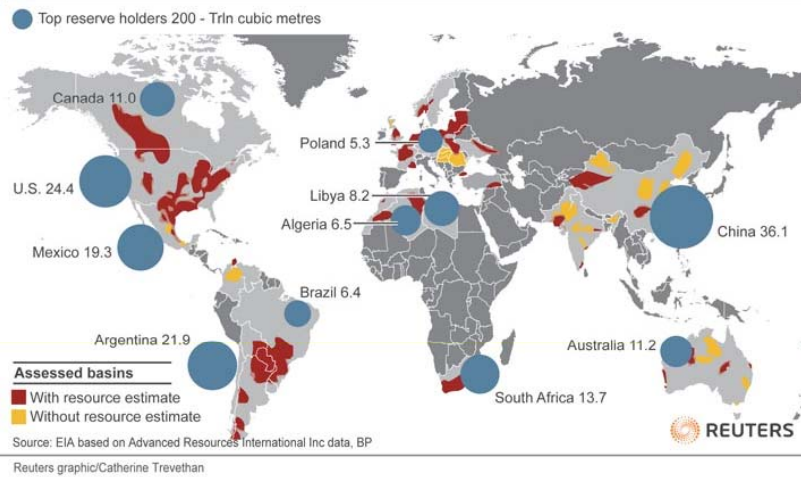 Top reserve holders 200 - Trln cubic metres
Canada 11.0
Poland 5.3
U.S. 24.4
Libya 8.2
Algeria 6.5
China 36.1
Mexico 19.3
Brazil 6.4
Argentina 21.9
Australia 11.2
South Africa 13.7
Assessed basins
With resource estimate
Without resource estimate
REUTERS
Source: EIA based on Advanced Resources International Inc data, BP
Reuters graphic/Catherine Trevethan